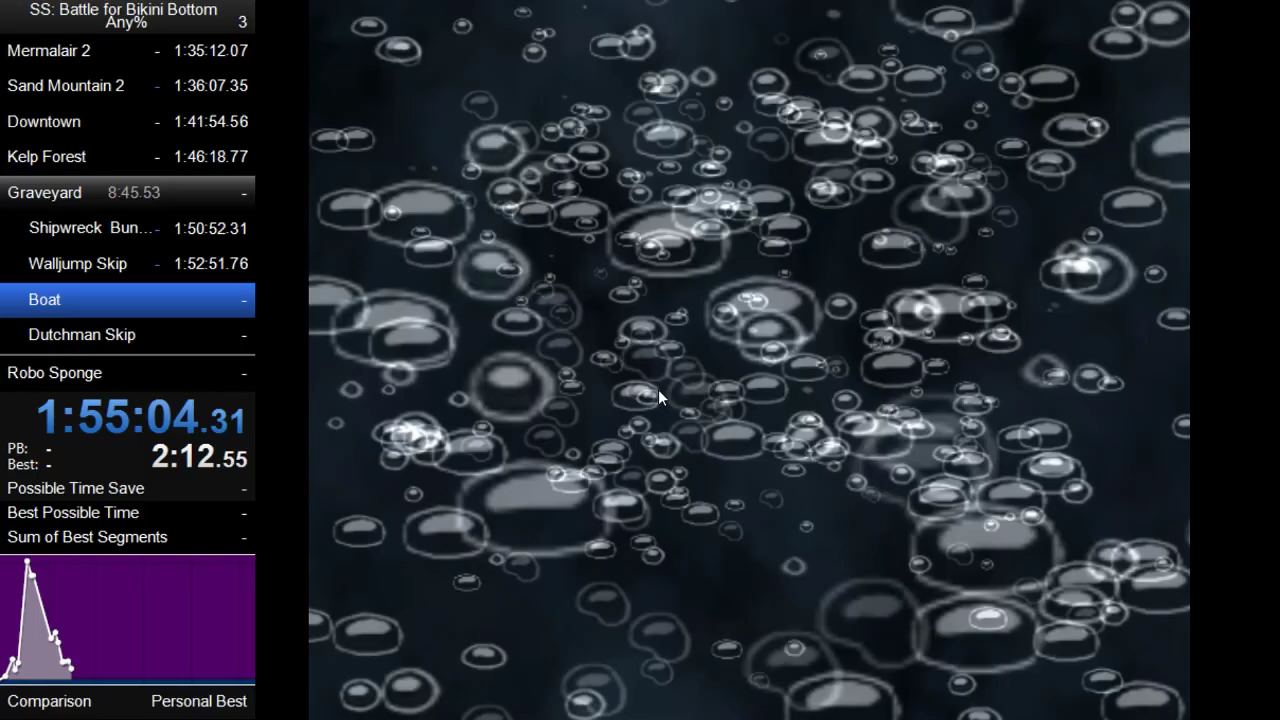 SS: Battle for Bikini Bottom
Any% 3
Mermalair 2 - 1:35:12.07
Sand Mountain 2 - 1:36:07.35
Downtown - 1:41:54.56
Kelp Forest - 1:46:18.77
Graveyard 8:45.53 -
Shipwreck Bun... - 1:50:52.31
Walljump Skip - 1:52:51.76
Boat -
Dutchman Skip -
Robo Sponge -
1:55:04.31
PB: -
Best: - 2:12.55
Possible Time Save -
Best Possible Time -
Sum of Best Segments -
Comparison Personal Best